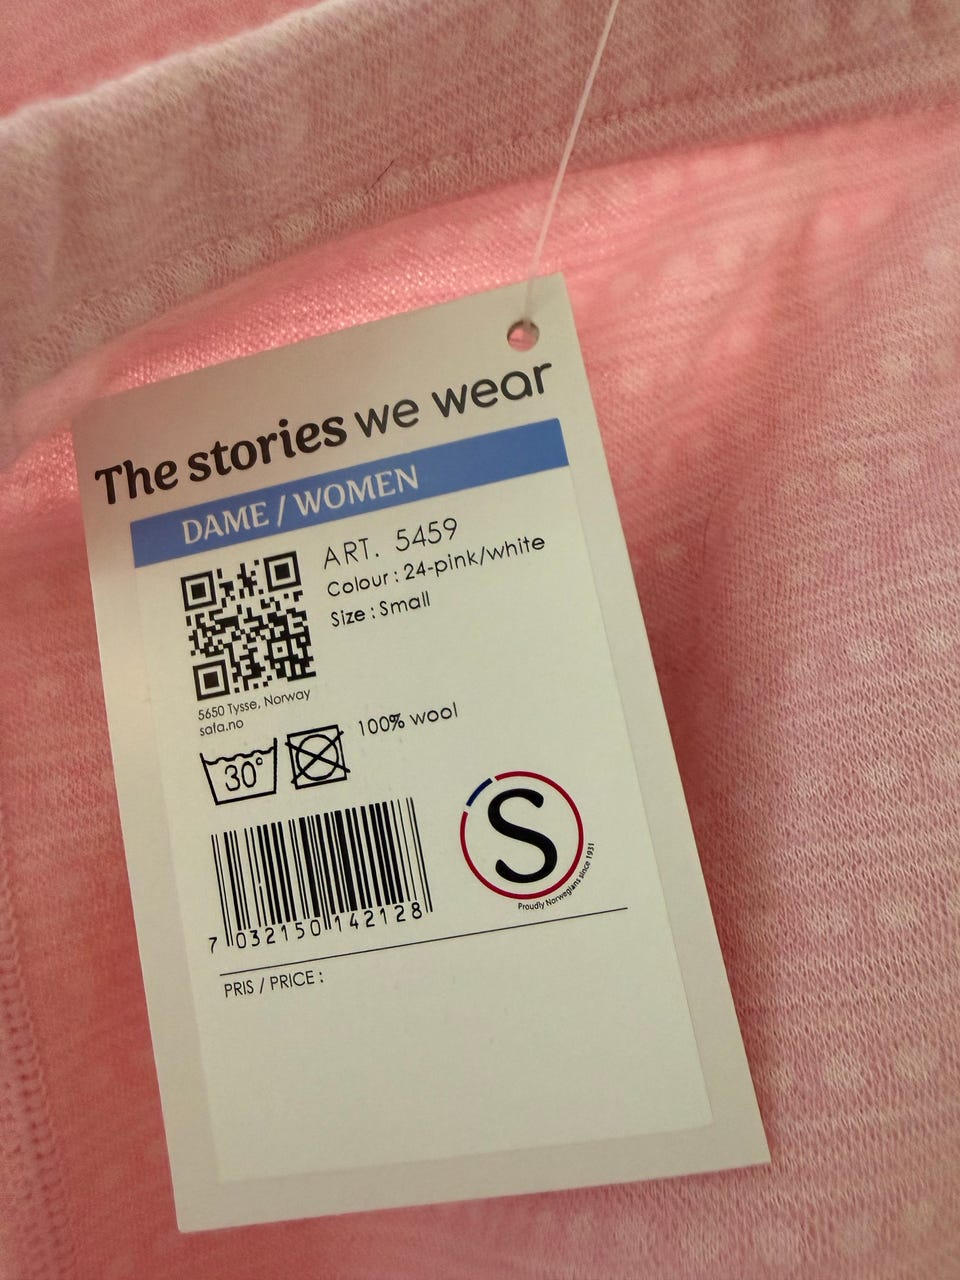 The stories we wear
DAME / WOMEN
ART. 5459
Colour : 24-pink/white
Size : Small
5650 Tysse, Norway
safa.no
30°
100% wool
S
Proudly Norwegians since 1931
7 032150 142128
PRIS / PRICE :